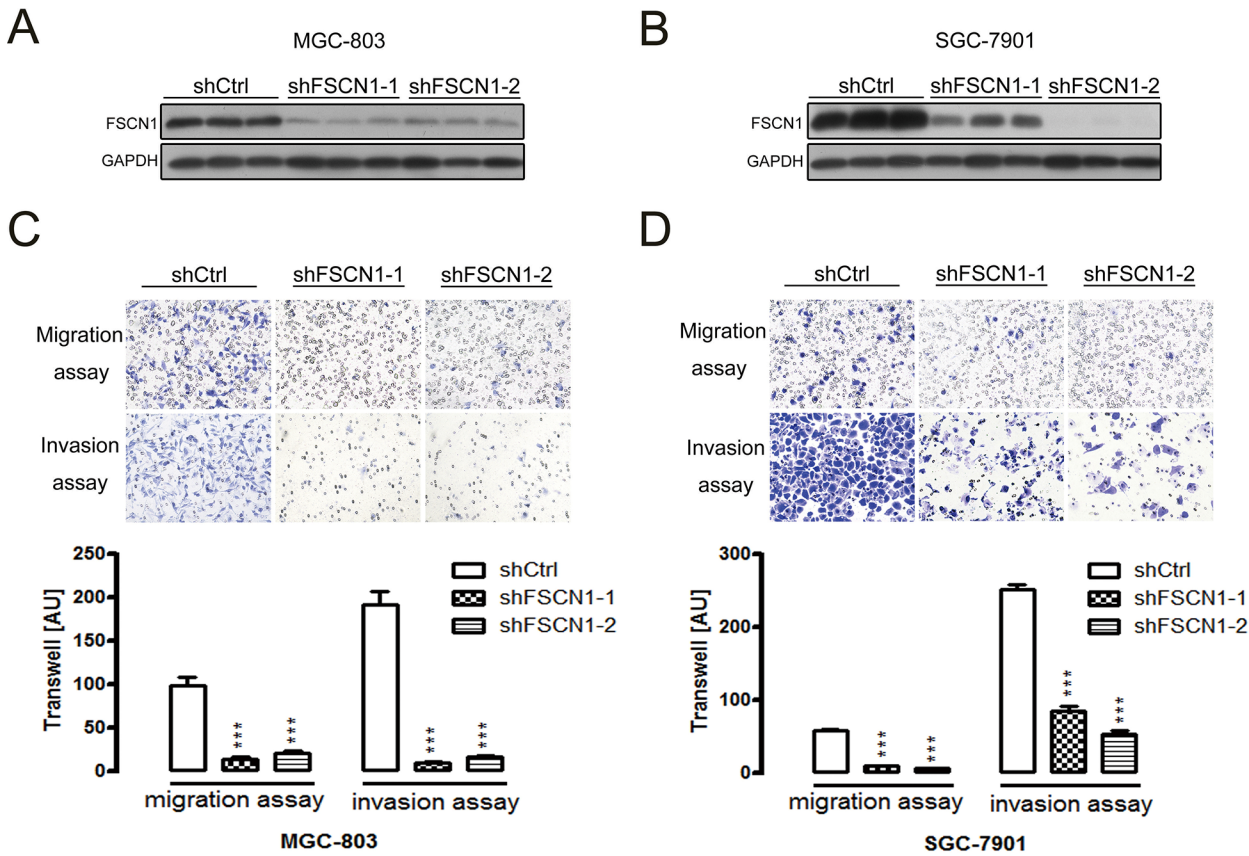 A
MGC-803
shCtrl shFSCN1-1 shFSCN1-2
FSCN1
GAPDH
B
SGC-7901
shCtrl shFSCN1-1 shFSCN1-2
FSCN1
GAPDH
C
shCtrl shFSCN1-1 shFSCN1-2
Migration
assay
Invasion
assay
250
200
150
100
50
0
Transwell [AU]
shCtrl
shFSCN1-1
shFSCN1-2
*** *** *** ***
migration assay invasion assay
MGC-803
D
shCtrl shFSCN1-1 shFSCN1-2
Migration
assay
Invasion
assay
300
200
100
0
Transwell [AU]
shCtrl
shFSCN1-1
shFSCN1-2
*** *** *** ***
migration assay invasion assay
SGC-7901